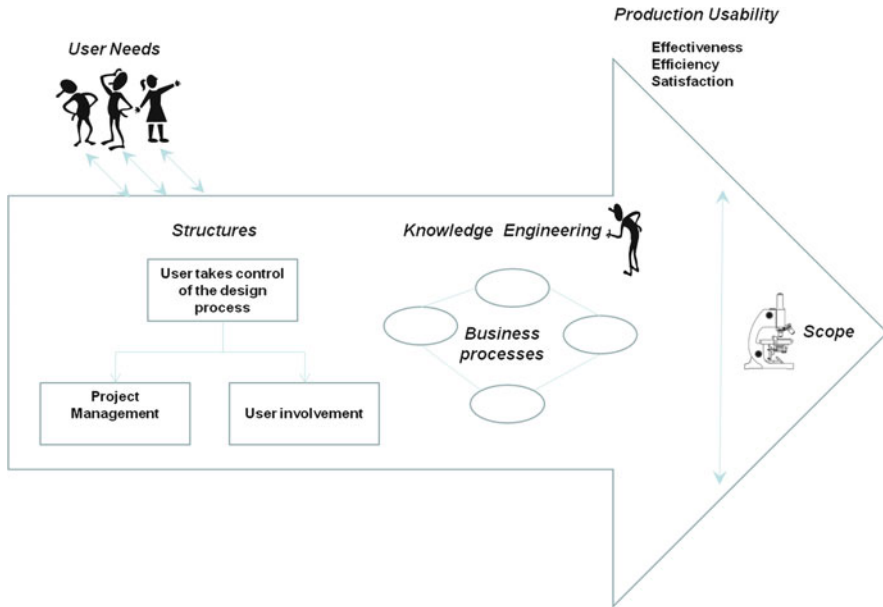 Production Usability
Effectiveness
Efficiency
Satisfaction
User Needs
Structures
User takes control
of the design
process
Project
Management
User involvement
Knowledge Engineering
Business
processes
Scope